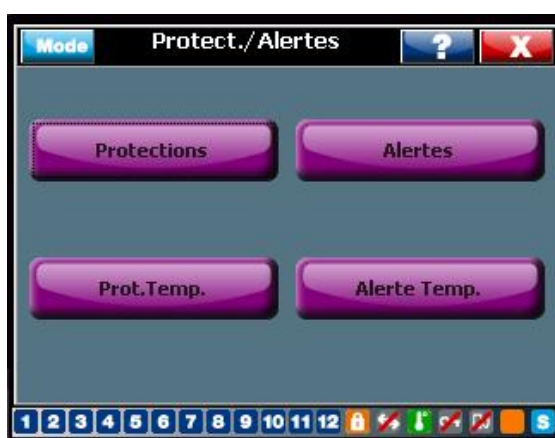 Mode Protect./Alertes ? X
Protections Alertes
Prot.Temp. Alerte Temp.
1 2 3 4 5 6 7 8 9 10 11 12 S